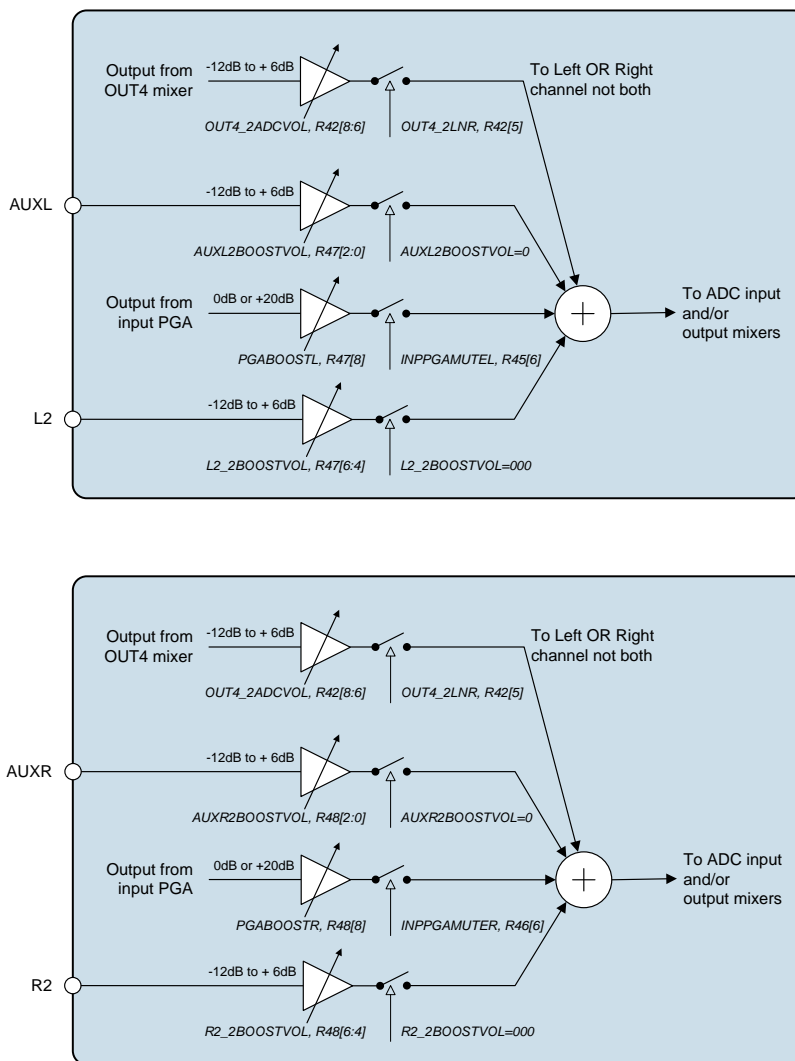 Output from
OUT4 mixer
-12dB to + 6dB
To Left OR Right
channel not both
OUT4_2ADCVOL, R42[8:6]
OUT4_2LNR, R42[5]
AUXL
-12dB to + 6dB
AUXL2BOOSTVOL, R47[2:0]
AUXL2BOOSTVOL=0
Output from
input PGA
0dB or +20dB
To ADC input
and/or
output mixers
PGABOOSTL, R47[8]
INPPGAMUTEL, R45[6]
L2
-12dB to + 6dB
L2_2BOOSTVOL, R47[6:4]
L2_2BOOSTVOL=000
Output from
OUT4 mixer
-12dB to + 6dB
To Left OR Right
channel not both
OUT4_2ADCVOL, R42[8:6]
OUT4_2LNR, R42[5]
AUXR
-12dB to + 6dB
AUXR2BOOSTVOL, R48[2:0]
AUXR2BOOSTVOL=0
Output from
input PGA
0dB or +20dB
To ADC input
and/or
output mixers
PGABOOSTR, R48[8]
INPPGAMUTER, R46[6]
R2
-12dB to + 6dB
R2_2BOOSTVOL, R48[6:4]
R2_2BOOSTVOL=000